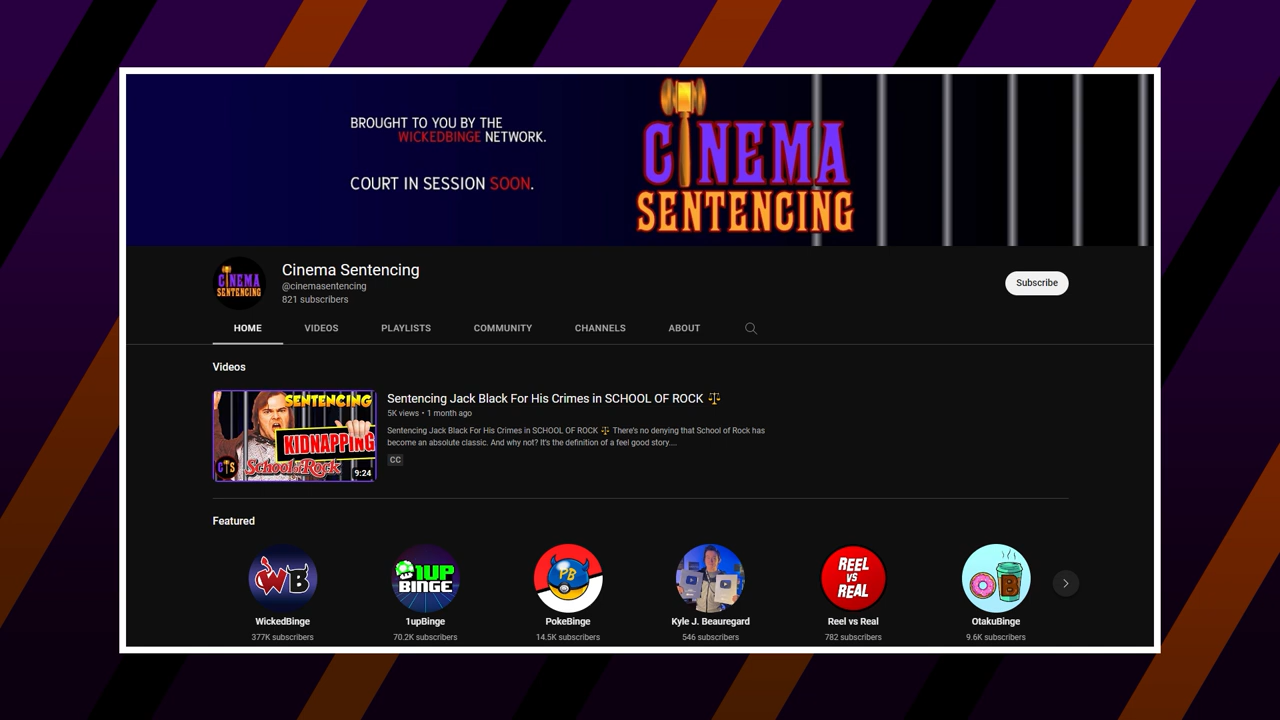 BROUGHT TO YOU BY THE
WICKEDBINGE NETWORK.
COURT IN SESSION SOON.
CINEMA
SENTENCING
CINEMA
SENTENCING
Cinema Sentencing
@cinemasentencing
821 subscribers
Subscribe
HOME VIDEOS PLAYLISTS COMMUNITY CHANNELS ABOUT
Videos
SENTENCING
KIDNAPPING
School of Rock
CTS
9:24
Sentencing Jack Black For His Crimes in SCHOOL OF ROCK ⚖️
5K views • 1 month ago
Sentencing Jack Black For His Crimes in SCHOOL OF ROCK ⚖️ There's no denying that School of Rock has
become an absolute classic. And why not? It's the definition of a feel good story....
CC
Featured
WB
1UP
BINGE
PB
REEL
VS
REAL
B
WickedBinge 1upBinge PokeBinge Kyle J. Beauregard Reel vs Real OtakuBinge
377K subscribers 70.2K subscribers 14.5K subscribers 546 subscribers 782 subscribers 9.6K subscribers